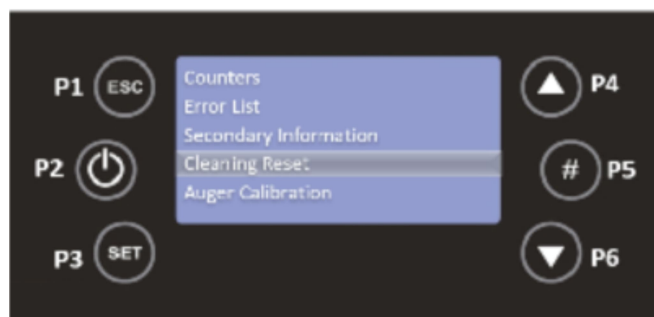 P1 ESC
Counters
Error List
Secondary Information
Cleaning Reset
Auger Calibration
P4
P2
# P5
P3 SET
P6